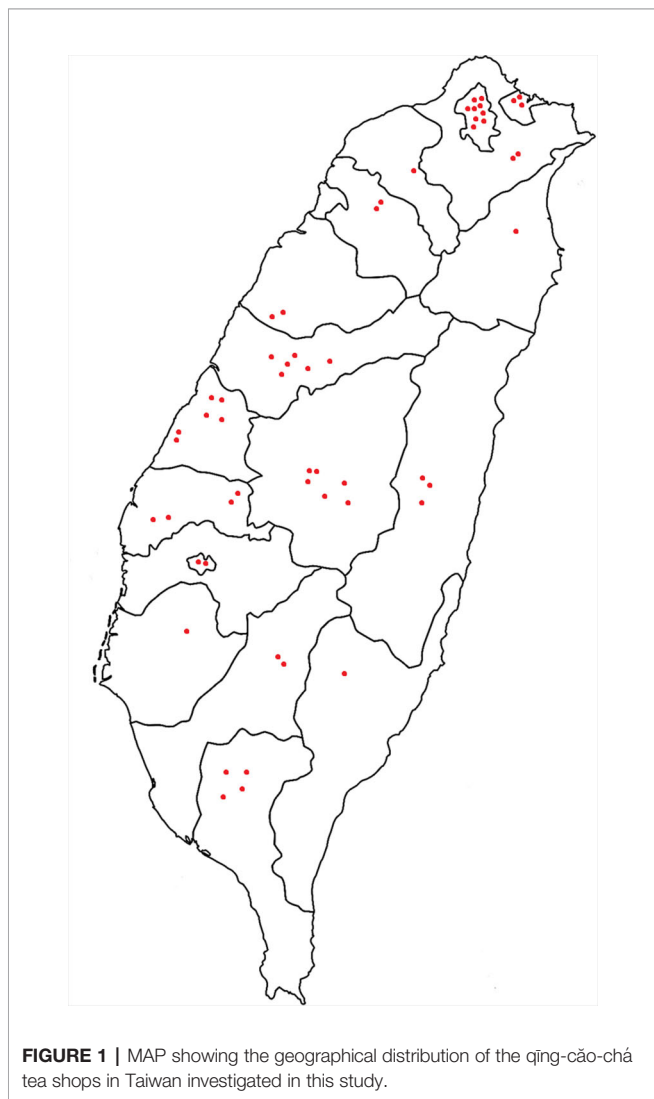 FIGURE 1 | MAP showing the geographical distribution of the qīng-cǎo-chá
tea shops in Taiwan investigated in this study.